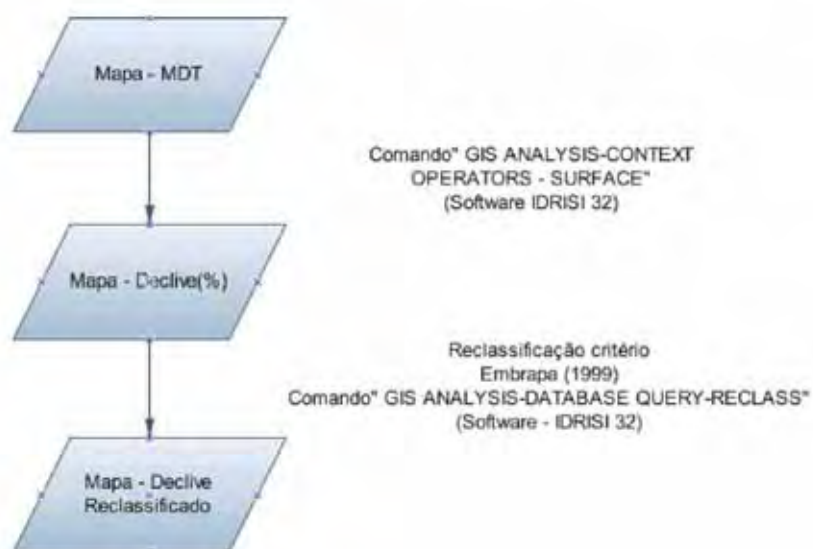 Mapa - MDT
Comando" GIS ANALYSIS-CONTEXT
OPERATORS - SURFACE"
(Software IDRISI 32)
Mapa - Declive(%)
Reclassificação critério
Embrapa (1999)
Comando" GIS ANALYSIS-DATABASE QUERY-RECLASS"
(Software - IDRISI 32)
Mapa - Declive
Reclassificado